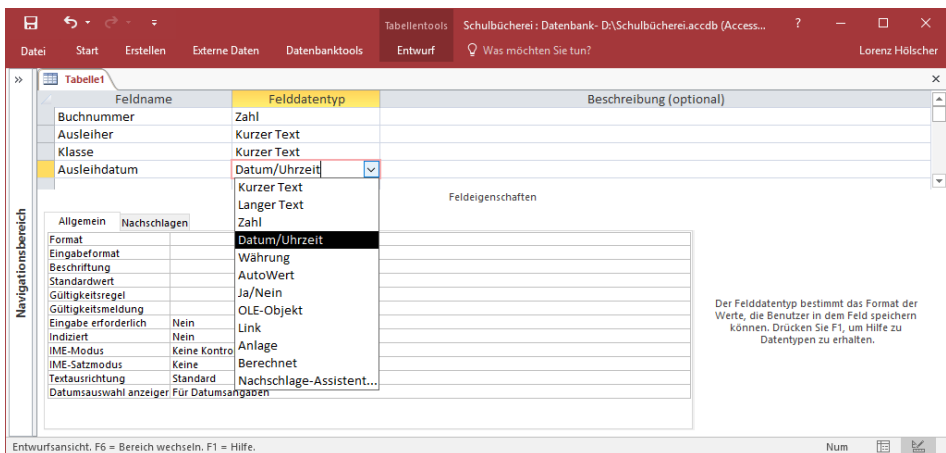 Tabellentools
Schulbücherei : Datenbank- D:\Schulbücherei.accdb (Access...
?
Datei
Start
Erstellen
Externe Daten
Datenbanktools
Entwurf
Was möchten Sie tun?
Lorenz Hölscher
»
Tabelle1
Feldname
Felddatentyp
Beschreibung (optional)
Buchnummer
Zahl
Ausleiher
Kurzer Text
Klasse
Kurzer Text
Ausleihdatum
Datum/Uhrzeit
Kurzer Text
Langer Text
Zahl
Datum/Uhrzeit
Währung
AutoWert
Ja/Nein
OLE-Objekt
Link
Anlage
Berechnet
Nachschlage-Assistent...
Feldeigenschaften
Navigationsbereich
Allgemein
Nachschlagen
Format
Eingabeformat
Beschriftung
Standardwert
Gültigkeitsregel
Gültigkeitsmeldung
Eingabe erforderlich Nein
Indiziert Nein
IME-Modus Keine Kontro
IME-Satzmodus Keine
Textausrichtung Standard
Datumsauswahl anzeiger Für Datumsangaben
Der Felddatentyp bestimmt das Format der
Werte, die Benutzer in dem Feld speichern
können. Drücken Sie F1, um Hilfe zu
Datentypen zu erhalten.
Entwurfsansicht. F6 = Bereich wechseln. F1 = Hilfe.
Num